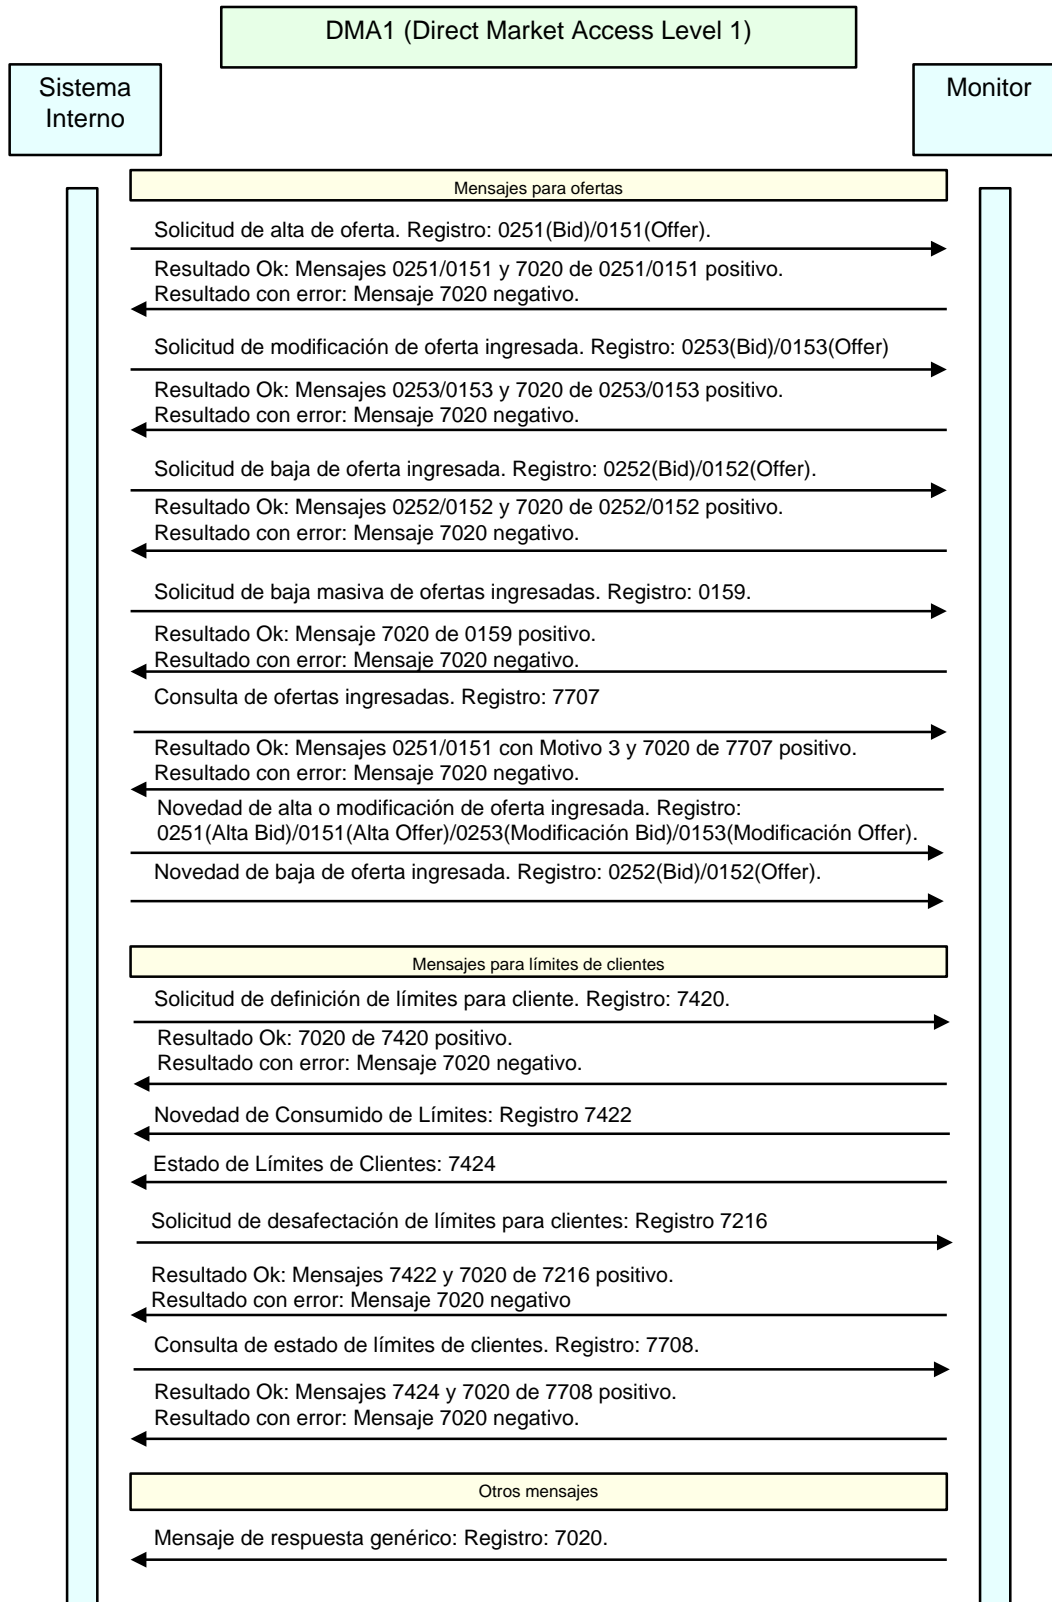 DMA1 (Direct Market Access Level 1)
Sistema
Interno
Monitor
Mensajes para ofertas
Solicitud de alta de oferta. Registro: 0251(Bid)/0151(Offer).
Resultado Ok: Mensajes 0251/0151 y 7020 de 0251/0151 positivo.
Resultado con error: Mensaje 7020 negativo.
Solicitud de modificación de oferta ingresada. Registro: 0253(Bid)/0153(Offer)
Resultado Ok: Mensajes 0253/0153 y 7020 de 0253/0153 positivo.
Resultado con error: Mensaje 7020 negativo.
Solicitud de baja de oferta ingresada. Registro: 0252(Bid)/0152(Offer).
Resultado Ok: Mensajes 0252/0152 y 7020 de 0252/0152 positivo.
Resultado con error: Mensaje 7020 negativo.
Solicitud de baja masiva de ofertas ingresadas. Registro: 0159.
Resultado Ok: Mensaje 7020 de 0159 positivo.
Resultado con error: Mensaje 7020 negativo.
Consulta de ofertas ingresadas. Registro: 7707
Resultado Ok: Mensajes 0251/0151 con Motivo 3 y 7020 de 7707 positivo.
Resultado con error: Mensaje 7020 negativo.
Novedad de alta o modificación de oferta ingresada. Registro:
0251(Alta Bid)/0151(Alta Offer)/0253(Modificación Bid)/0153(Modificación Offer).
Novedad de baja de oferta ingresada. Registro: 0252(Bid)/0152(Offer).
Mensajes para límites de clientes
Solicitud de definición de límites para cliente. Registro: 7420.
Resultado Ok: 7020 de 7420 positivo.
Resultado con error: Mensaje 7020 negativo.
Novedad de Consumido de Límites: Registro 7422
Estado de Límites de Clientes: 7424
Solicitud de desafectación de límites para clientes: Registro 7216
Resultado Ok: Mensajes 7422 y 7020 de 7216 positivo.
Resultado con error: Mensaje 7020 negativo
Consulta de estado de límites de clientes. Registro: 7708.
Resultado Ok: Mensajes 7424 y 7020 de 7708 positivo.
Resultado con error: Mensaje 7020 negativo.
Otros mensajes
Mensaje de respuesta genérico: Registro: 7020.